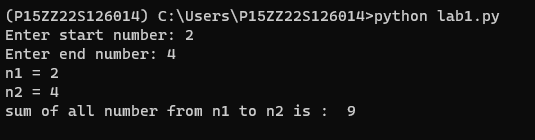 (P15ZZ22S126014) C:\Users\P15ZZ22S126014>python lab1.py
Enter start number: 2
Enter end number: 4
n1 = 2
n2 = 4
sum of all number from n1 to n2 is :  9